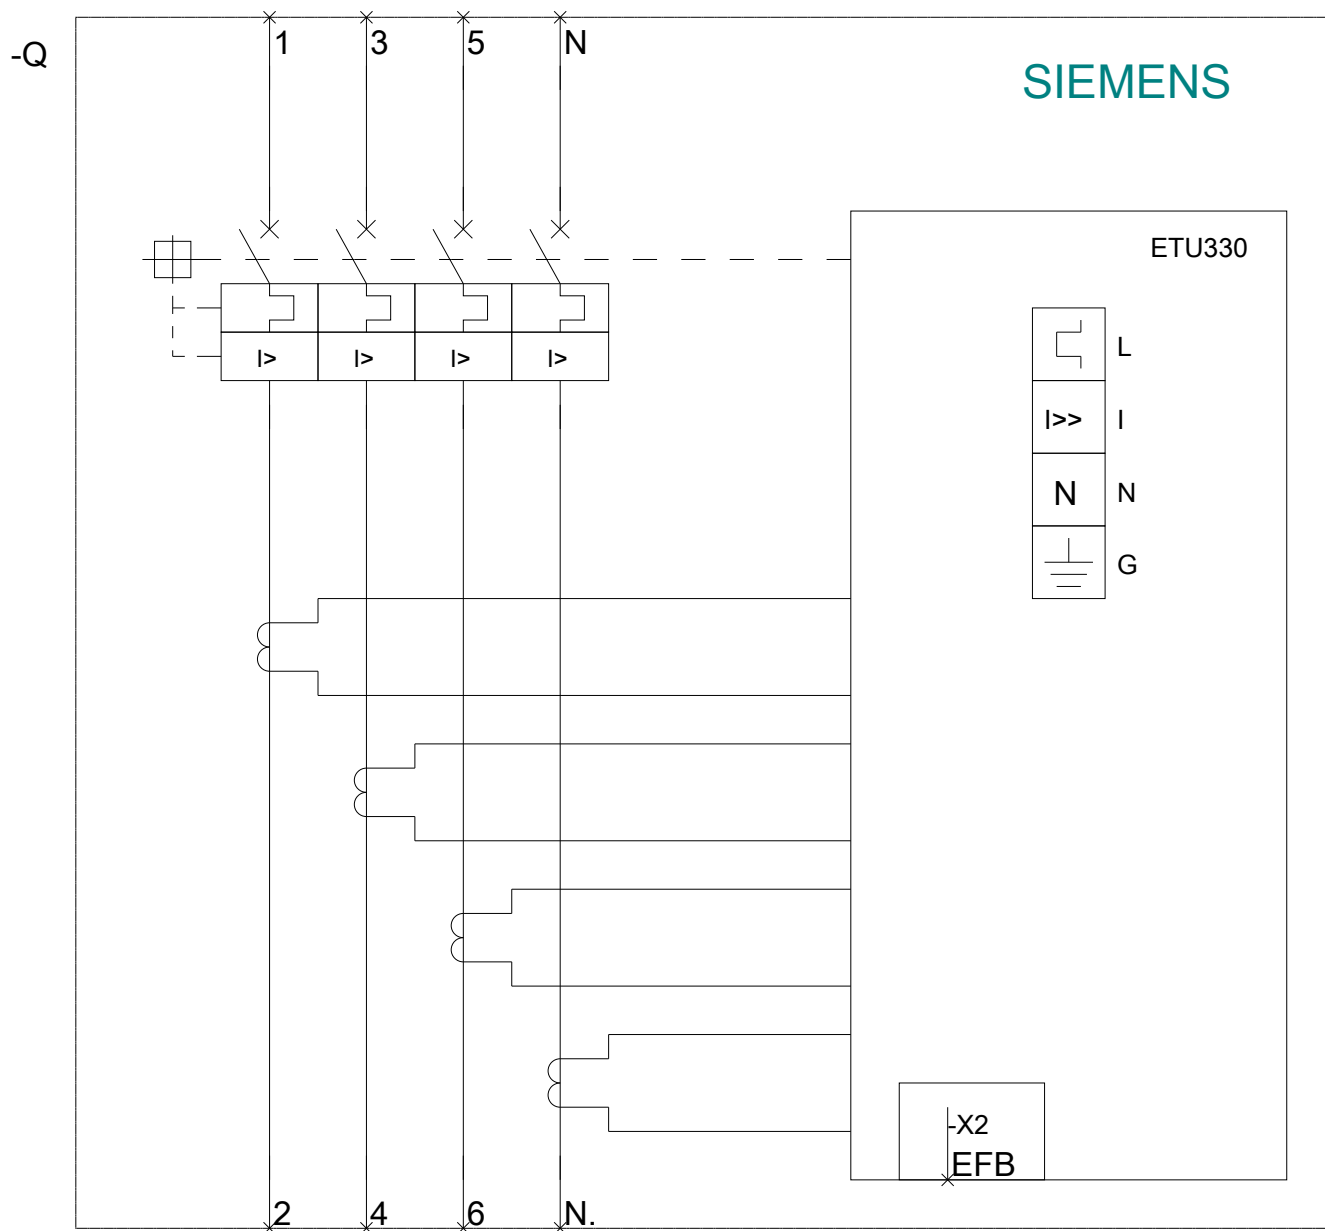 1 3 5 N
-Q
SIEMENS
ETU330
I> I> I> I>
L
I>> I
N N
G
-X2
EFB
2 4 6 N.